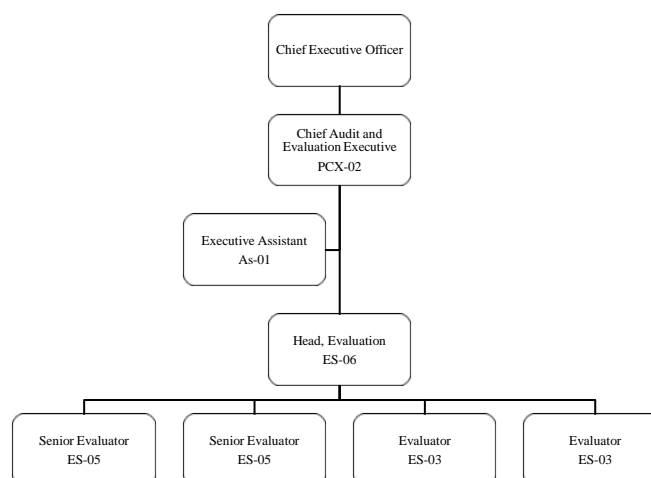 Chief Executive Officer
Chief Audit and
Evaluation Executive
PCX-02
Executive Assistant
As-01
Head, Evaluation
ES-06
Senior Evaluator
ES-05
Senior Evaluator
ES-05
Evaluator
ES-03
Evaluator
ES-03